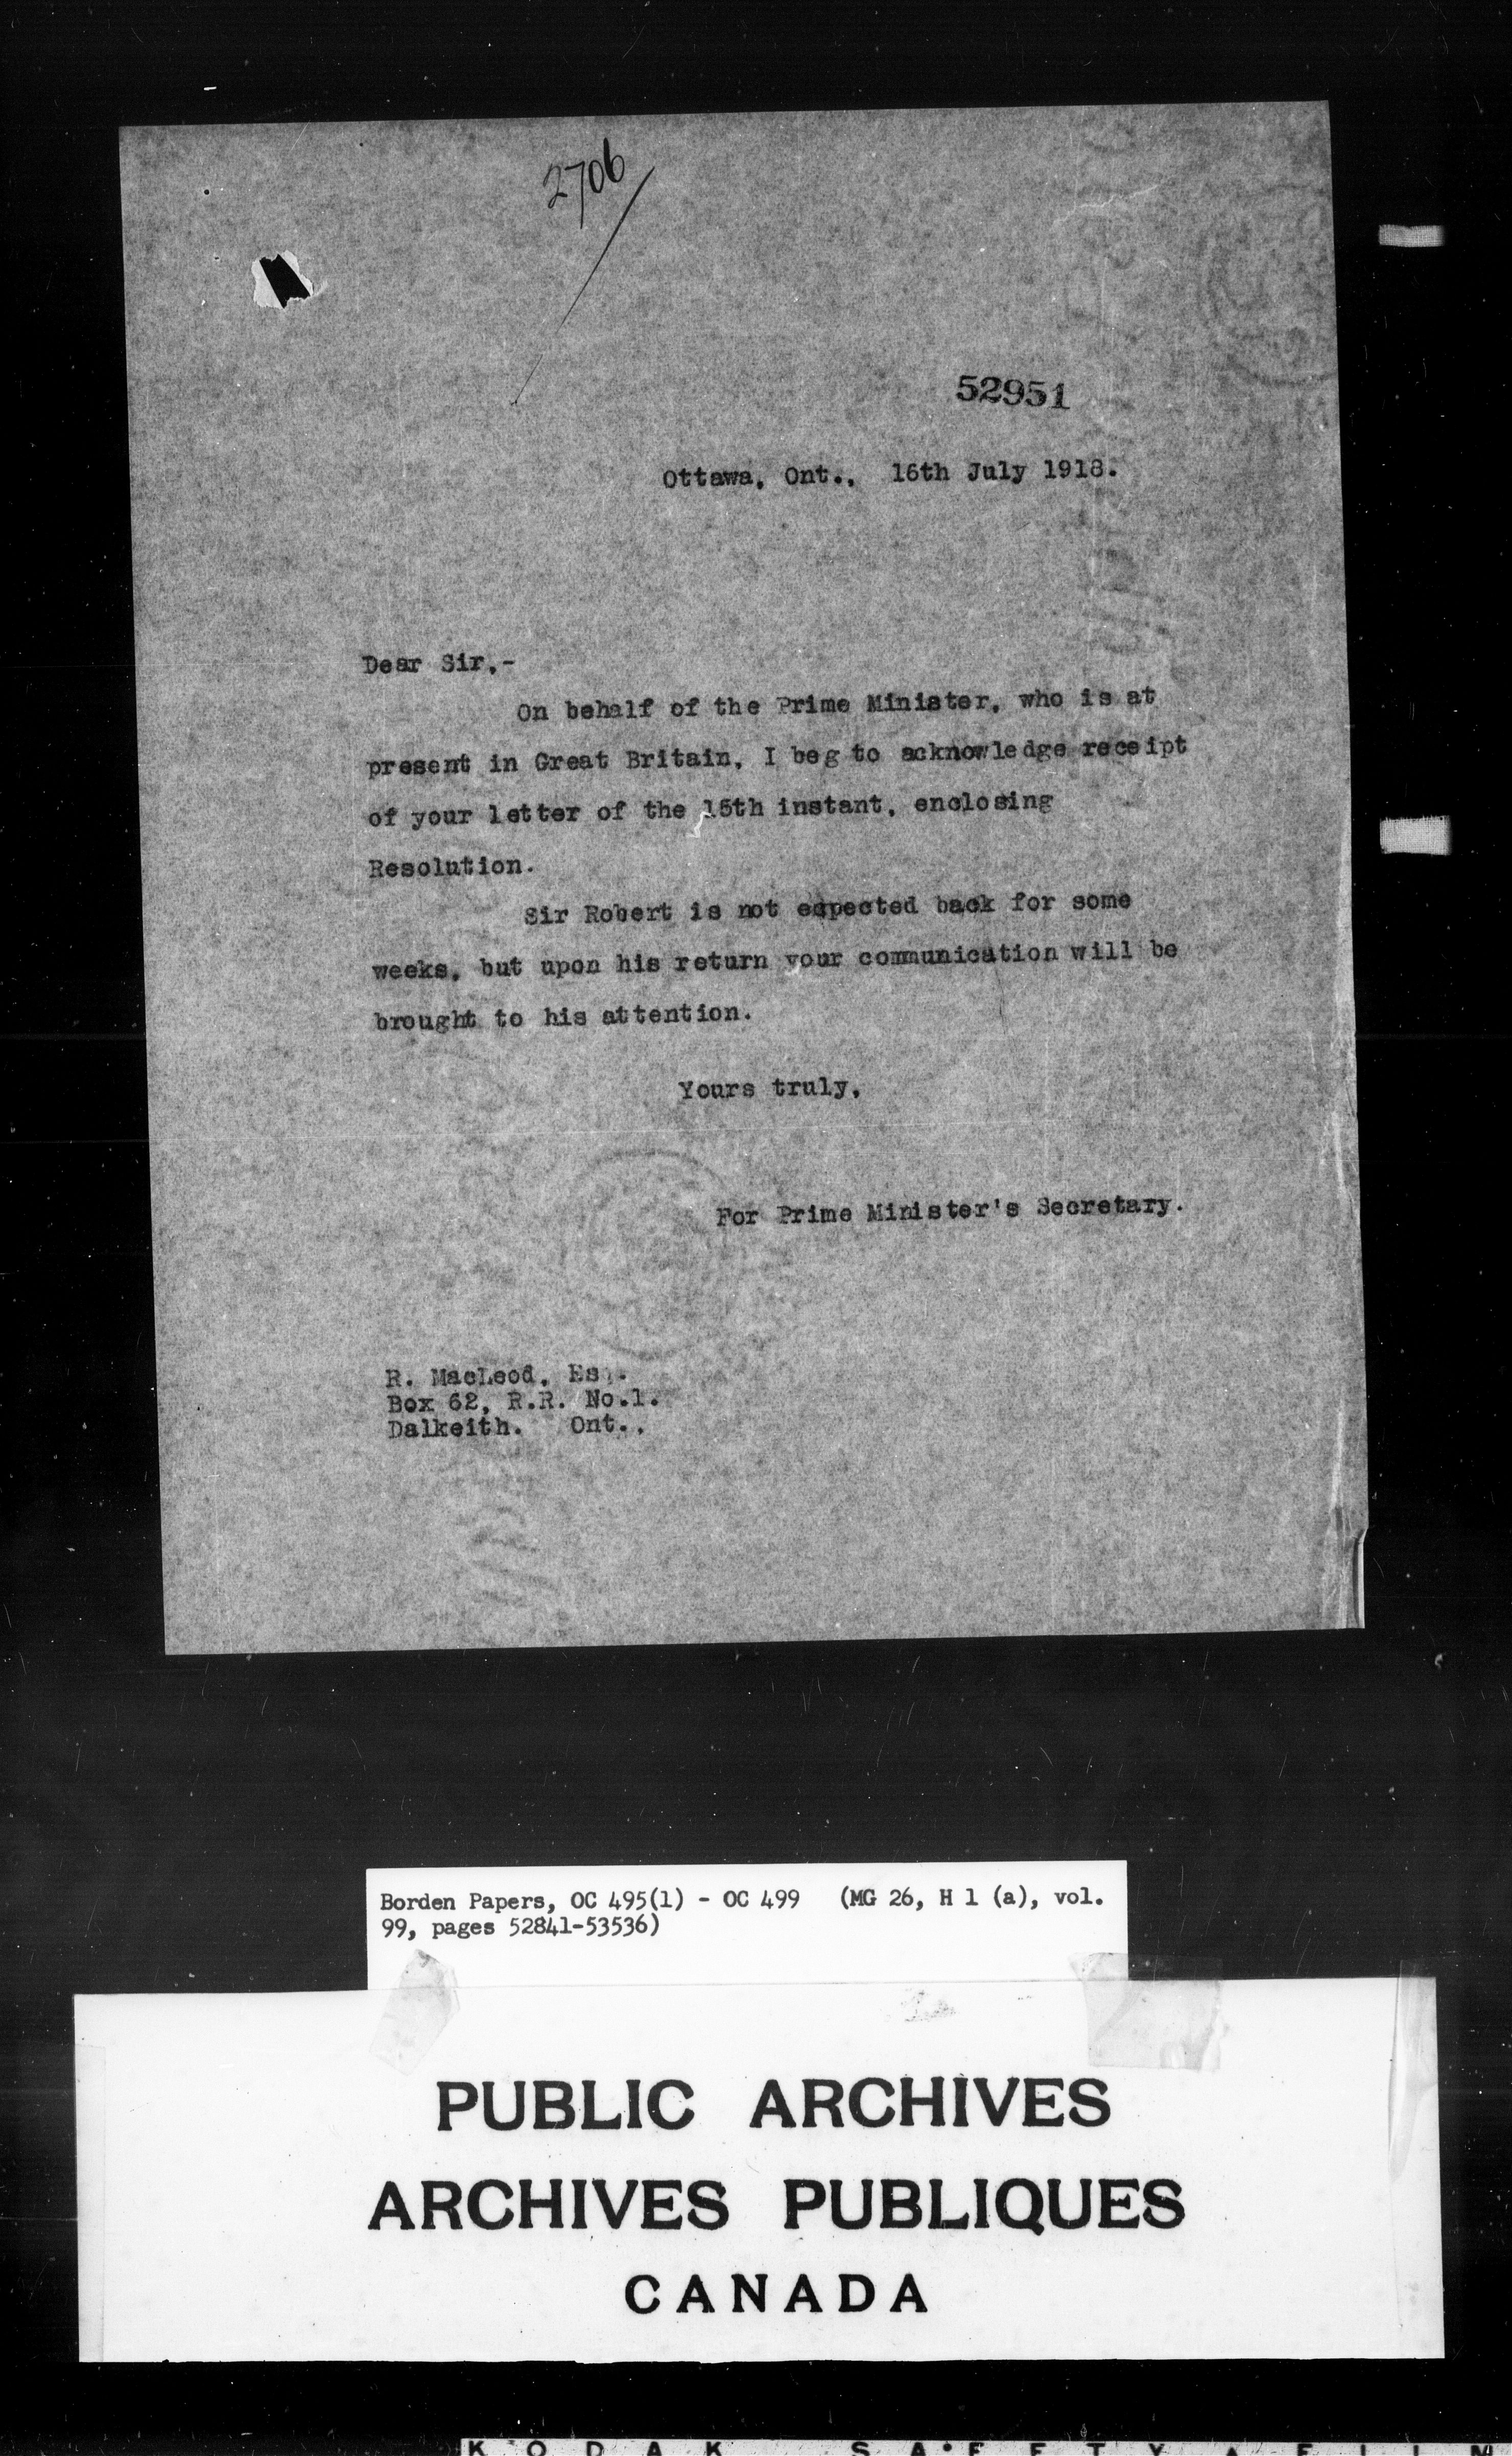 2706
52951
Ottawa, Ont., 16th July 1918.
Dear Sir,-
On behalf of the Prime Minister, who is at
present in Great Britain, I beg to acknowledge receipt
of your letter of the 15th instant, enclosing
Resolution.
Sir Robert is not expected back for some
weeks, but upon his return your communication will be
brought to his attention.
Yours truly,
For Prime Minister's Secretary.
R. MacLeod, Esq.
Box 62, R.R. No.1.
Dalkeith. Ont.,
Borden Papers, OC 495(1) - OC 499 (MG 26, H 1 (a), vol.
99, pages 52841-53536)
PUBLIC ARCHIVES
ARCHIVES PUBLIQUES
CANADA
KODAK SAFETY FILM